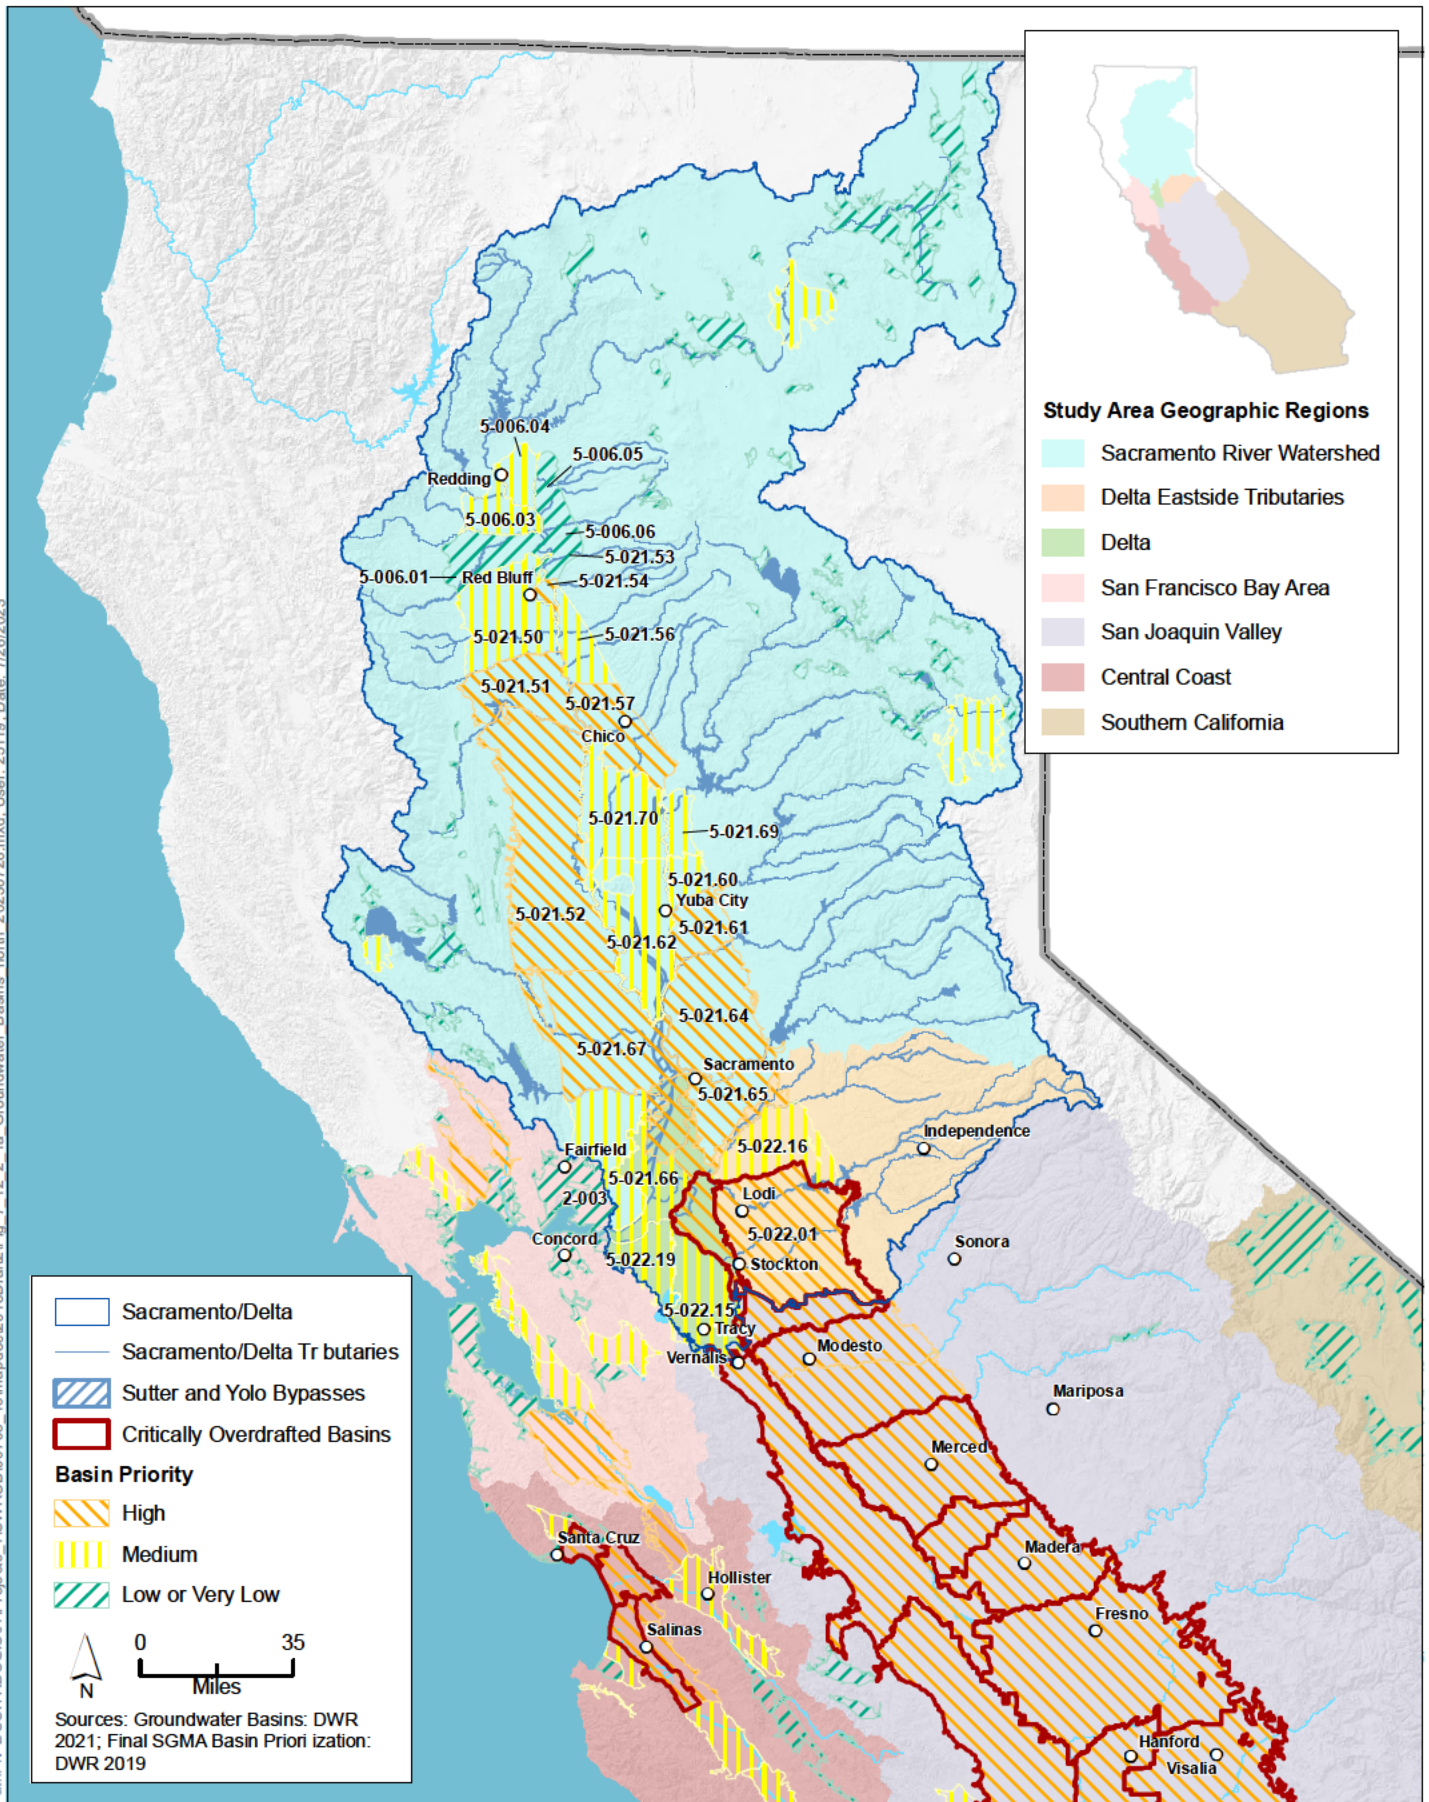 Study Area Geographic Regions
Sacramento River Watershed
Delta Eastside Tributaries
Delta
San Francisco Bay Area
San Joaquin Valley
Central Coast
Southern California
5-006.04
5-006.05
Redding
5-006.03
5-006.06
5-021.53
5-006.01
Red Bluff
5-021.54
5-021.50
5-021.56
5-021.51
5-021.57
Chico
5-021.70
5-021.69
5-021.60
Yuba City
5-021.52
5-021.61
5-021.62
5-021.64
5-021.67
Sacramento
5-021.65
Independence
Fairfield
5-022.16
5-021.66
2-003
Lodi
5-022.01
Concord
Sonora
5-022.19
Stockton
5-022.15
Tracy
Vernalis
Modesto
Mariposa
Merced
Santa Cruz
Madera
Hollister
Fresno
Salinas
Hanford
Visalia
Sacramento/Delta
Sacramento/Delta Tr butaries
Sutter and Yolo Bypasses
Critically Overdrafted Basins
Basin Priority
High
Medium
Low or Very Low
N
0 35
Miles
Sources: Groundwater Basins: DWR
2021; Final SGMA Basin Priori ization:
DWR 2019